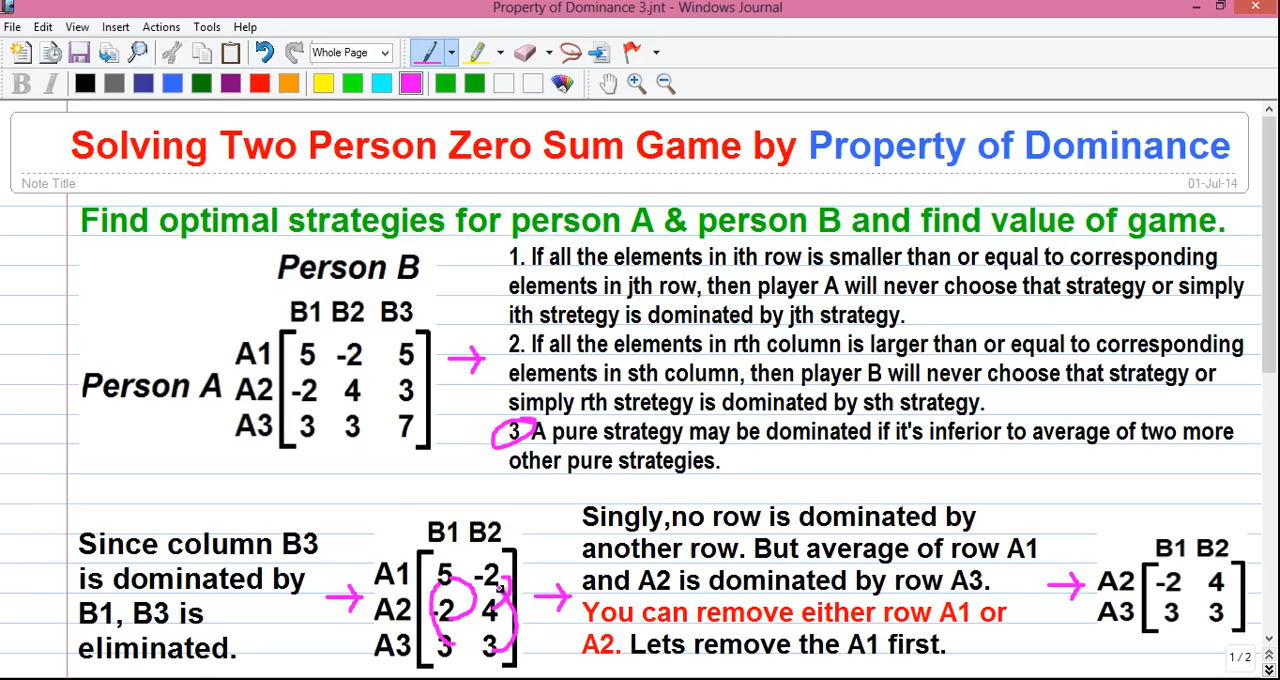 Property of Dominance 3.jnt - Windows Journal
File Edit View Insert Actions Tools Help
Whole Page
B I
Solving Two Person Zero Sum Game by Property of Dominance
Note Title
01-Jul-14
Find optimal strategies for person A & person B and find value of game.
Person B
B1 B2 B3
A1 5 -2 5
Person A A2 -2 4 3
A3 3 3 7
1. If all the elements in ith row is smaller than or equal to corresponding
elements in jth row, then player A will never choose that strategy or simply
ith stretegy is dominated by jth strategy.
2. If all the elements in rth column is larger than or equal to corresponding
elements in sth column, then player B will never choose that strategy or
simply rth stretegy is dominated by sth strategy.
3. A pure strategy may be dominated if it's inferior to average of two more
other pure strategies.
Since column B3
is dominated by
B1, B3 is
eliminated.
B1 B2
A1 5 -2
A2 -2 4
A3 3 3
Singly,no row is dominated by
another row. But average of row A1
and A2 is dominated by row A3.
You can remove either row A1 or
A2. Lets remove the A1 first.
B1 B2
A2 -2 4
A3 3 3
1 / 2